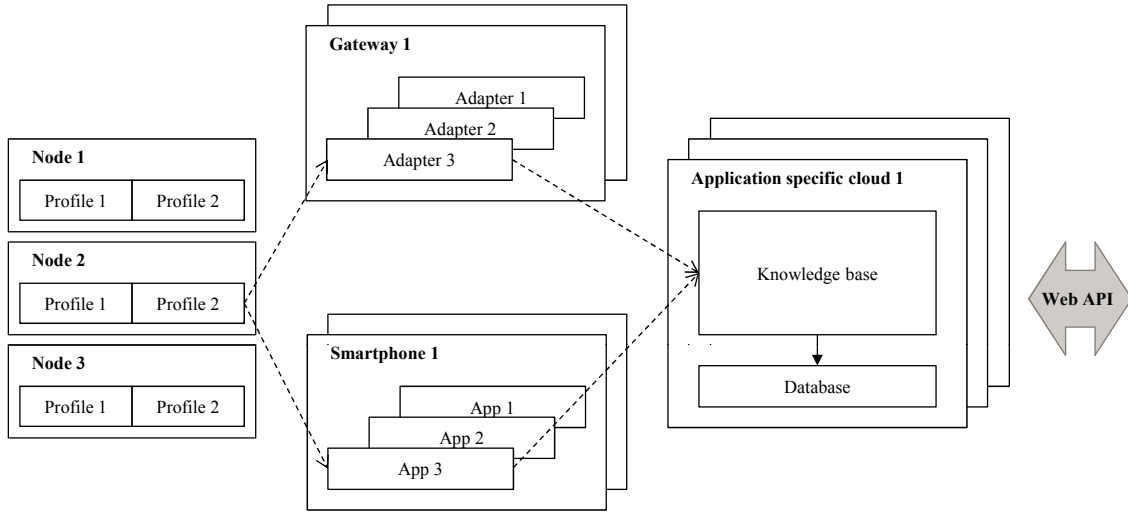 Gateway 1
Adapter 1
Adapter 2
Adapter 3
Node 1
Profile 1 Profile 2
Node 2
Profile 1 Profile 2
Node 3
Profile 1 Profile 2
Smartphone 1
App 1
App 2
App 3
Application specific cloud 1
Knowledge base
Database
Web API